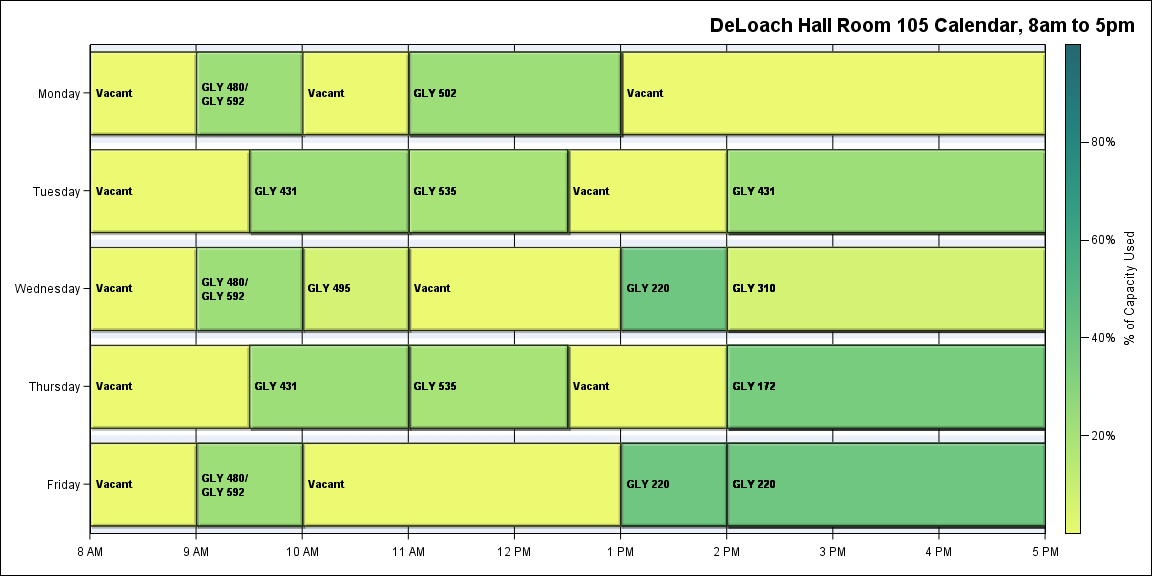 DeLoach Hall Room 105 Calendar, 8am to 5pm
Monday
Vacant
GLY 480/
GLY 592
Vacant
GLY 502
Vacant
Tuesday
Vacant
GLY 431
GLY 535
Vacant
GLY 431
Wednesday
Vacant
GLY 480/
GLY 592
GLY 495
Vacant
GLY 220
GLY 310
Thursday
Vacant
GLY 431
GLY 535
Vacant
GLY 172
Friday
Vacant
GLY 480/
GLY 592
Vacant
GLY 220
GLY 220
8 AM
9 AM
10 AM
11 AM
12 PM
1 PM
2 PM
3 PM
4 PM
5 PM
80%
60%
40%
20%
% of Capacity Used